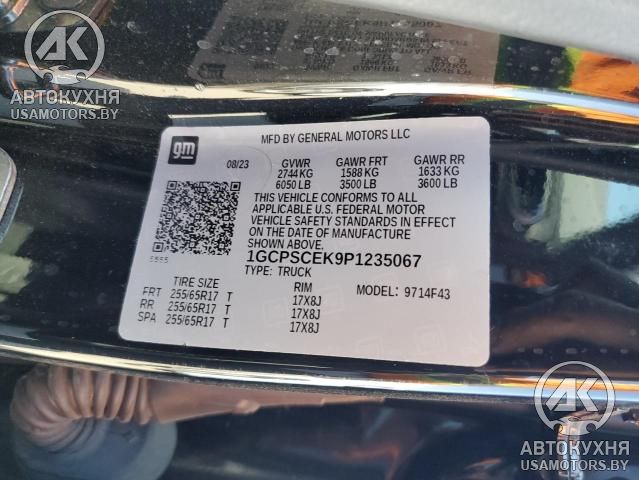 AK
АВТОКУХНЯ
USAMOTORS.BY
gm
MFD BY GENERAL MOTORS LLC
08/23 GVWR GAWR FRT GAWR RR
2744 KG 1588 KG 1633 KG
6050 LB 3500 LB 3600 LB
THIS VEHICLE CONFORMS TO ALL
APPLICABLE U.S. FEDERAL MOTOR
VEHICLE SAFETY STANDARDS IN EFFECT
ON THE DATE OF MANUFACTURE
SHOWN ABOVE.
5555
1GCPSCEK9P1235067
TYPE: TRUCK
TIRE SIZE RIM MODEL: 9714F43
FRT 255/65R17 T 17X8J
RR 255/65R17 T 17X8J
SPA 255/65R17 T 17X8J
AK
АВТОКУХНЯ
USAMOTORS.BY